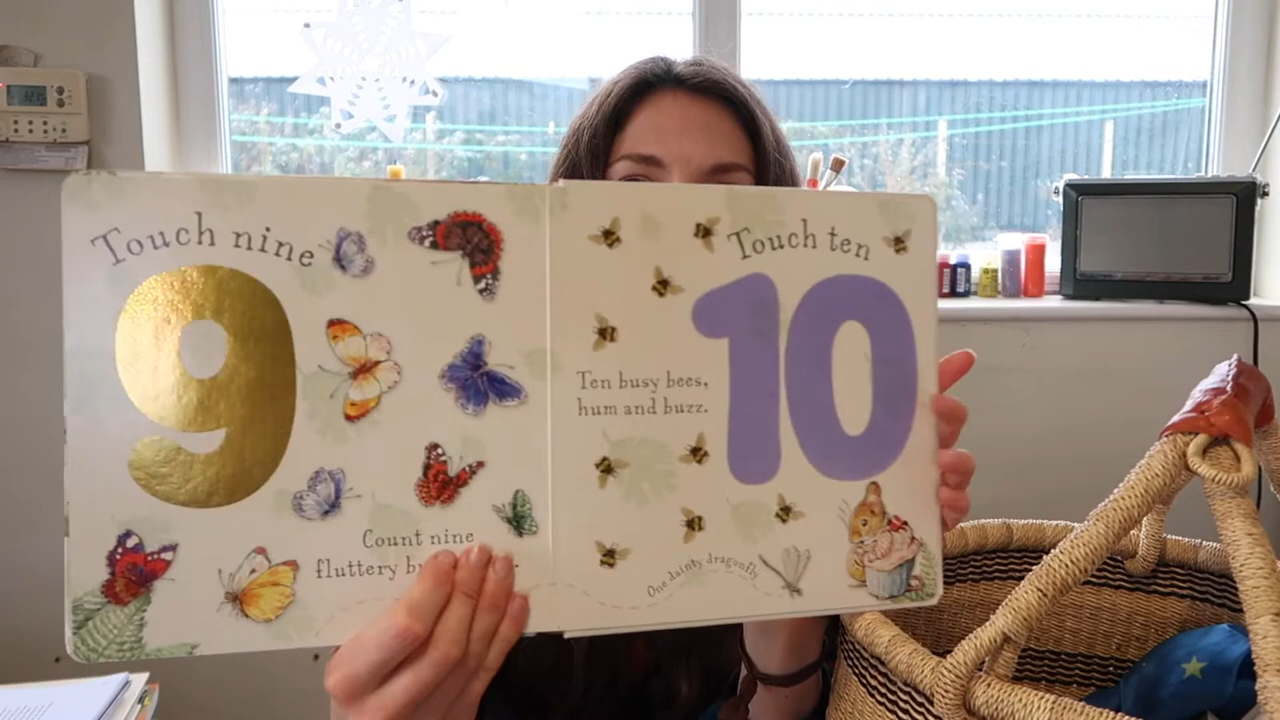 Touch nine
9
Count nine
fluttery
Touch ten
10
Ten busy bees,
hum and buzz.
One dainty dragonfly